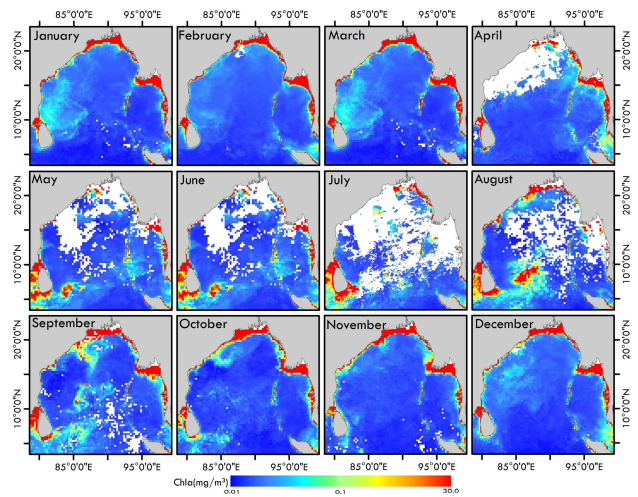 85°0'0"E 95°0'0"E 85°0'0"E 95°0'0"E 85°0'0"E 95°0'0"E 85°0'0"E 95°0'0"E
January February March April
20°0'0"N 10°0'0"N 20°0'0"N 10°0'0"N
May June July August
20°0'0"N 10°0'0"N 20°0'0"N 10°0'0"N
September October November December
20°0'0"N 10°0'0"N 20°0'0"N 10°0'0"N
85°0'0"E 95°0'0"E 85°0'0"E 95°0'0"E 85°0'0"E 95°0'0"E 85°0'0"E 95°0'0"E
Chla(mg/m³)
0.01 0.1 30.0